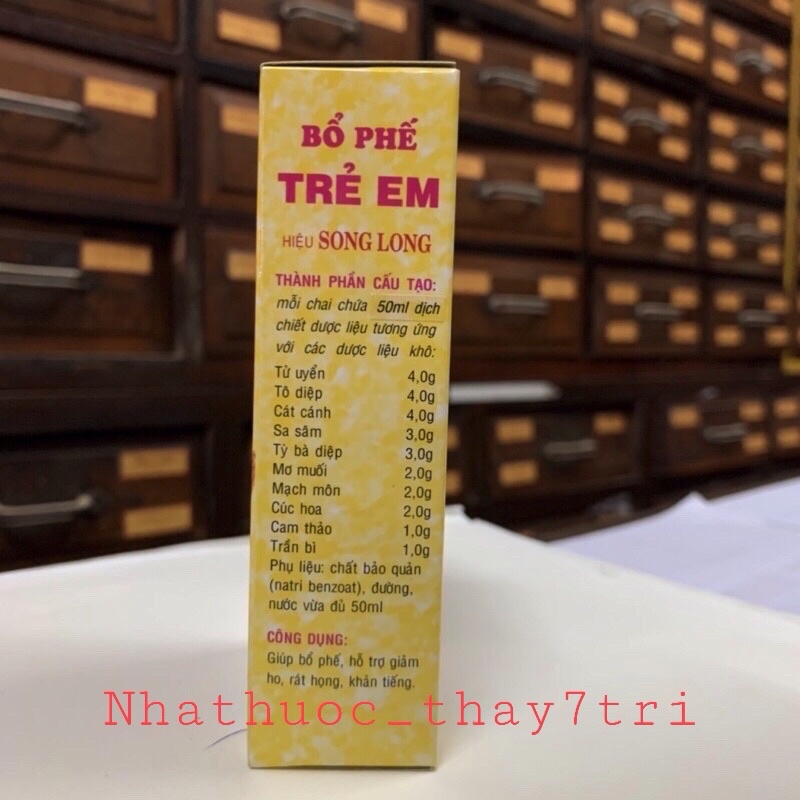 BỔ PHẾ
TRẺ EM
HIỆU SONG LONG
THÀNH PHẦN CẤU TẠO:
mỗi chai chứa 50ml dịch
chiết dược liệu tương ứng
với các dược liệu khô:
Tử uyển 4,0g
Tô diệp 4,0g
Cát cánh 4,0g
Sa sâm 3,0g
Tỳ bà diệp 3,0g
Mơ muối 2,0g
Mạch môn 2,0g
Cúc hoa 2,0g
Cam thảo 1,0g
Trần bì 1,0g
Phụ liệu: chất bảo quản
(natri benzoat), đường,
nước vừa đủ 50ml
CÔNG DỤNG:
Giúp bổ phế, hỗ trợ giảm
ho, rát họng, khản tiếng.
Nhathuoc_thay7tri